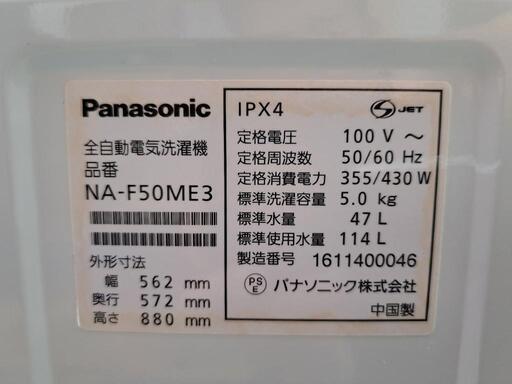 Panasonic
全自動電気洗濯機
品番
NA-F50ME3
外形寸法
幅 562 mm
奥行 572 mm
高さ 880 mm
IPX4
S JET
定格電圧 100 V ～
定格周波数 50/60 Hz
定格消費電力 355/430 W
標準洗濯容量 5.0 kg
標準水量 47 L
標準使用水量 114 L
製造番号 1611400046
PS E パナソニック株式会社
中国製